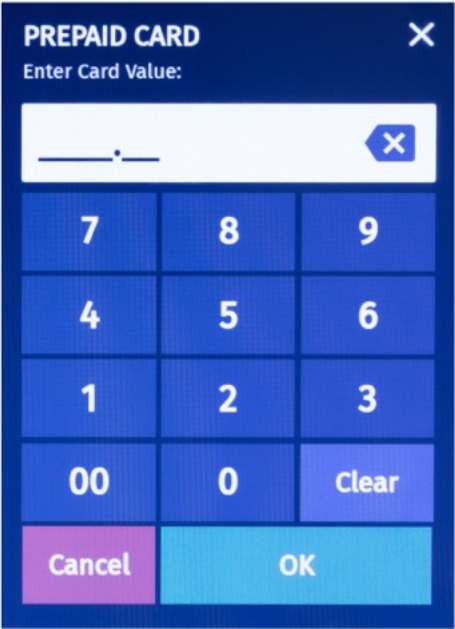 PREPAID CARD
Enter Card Value:
7 8 9
4 5 6
1 2 3
00 0 Clear
Cancel OK